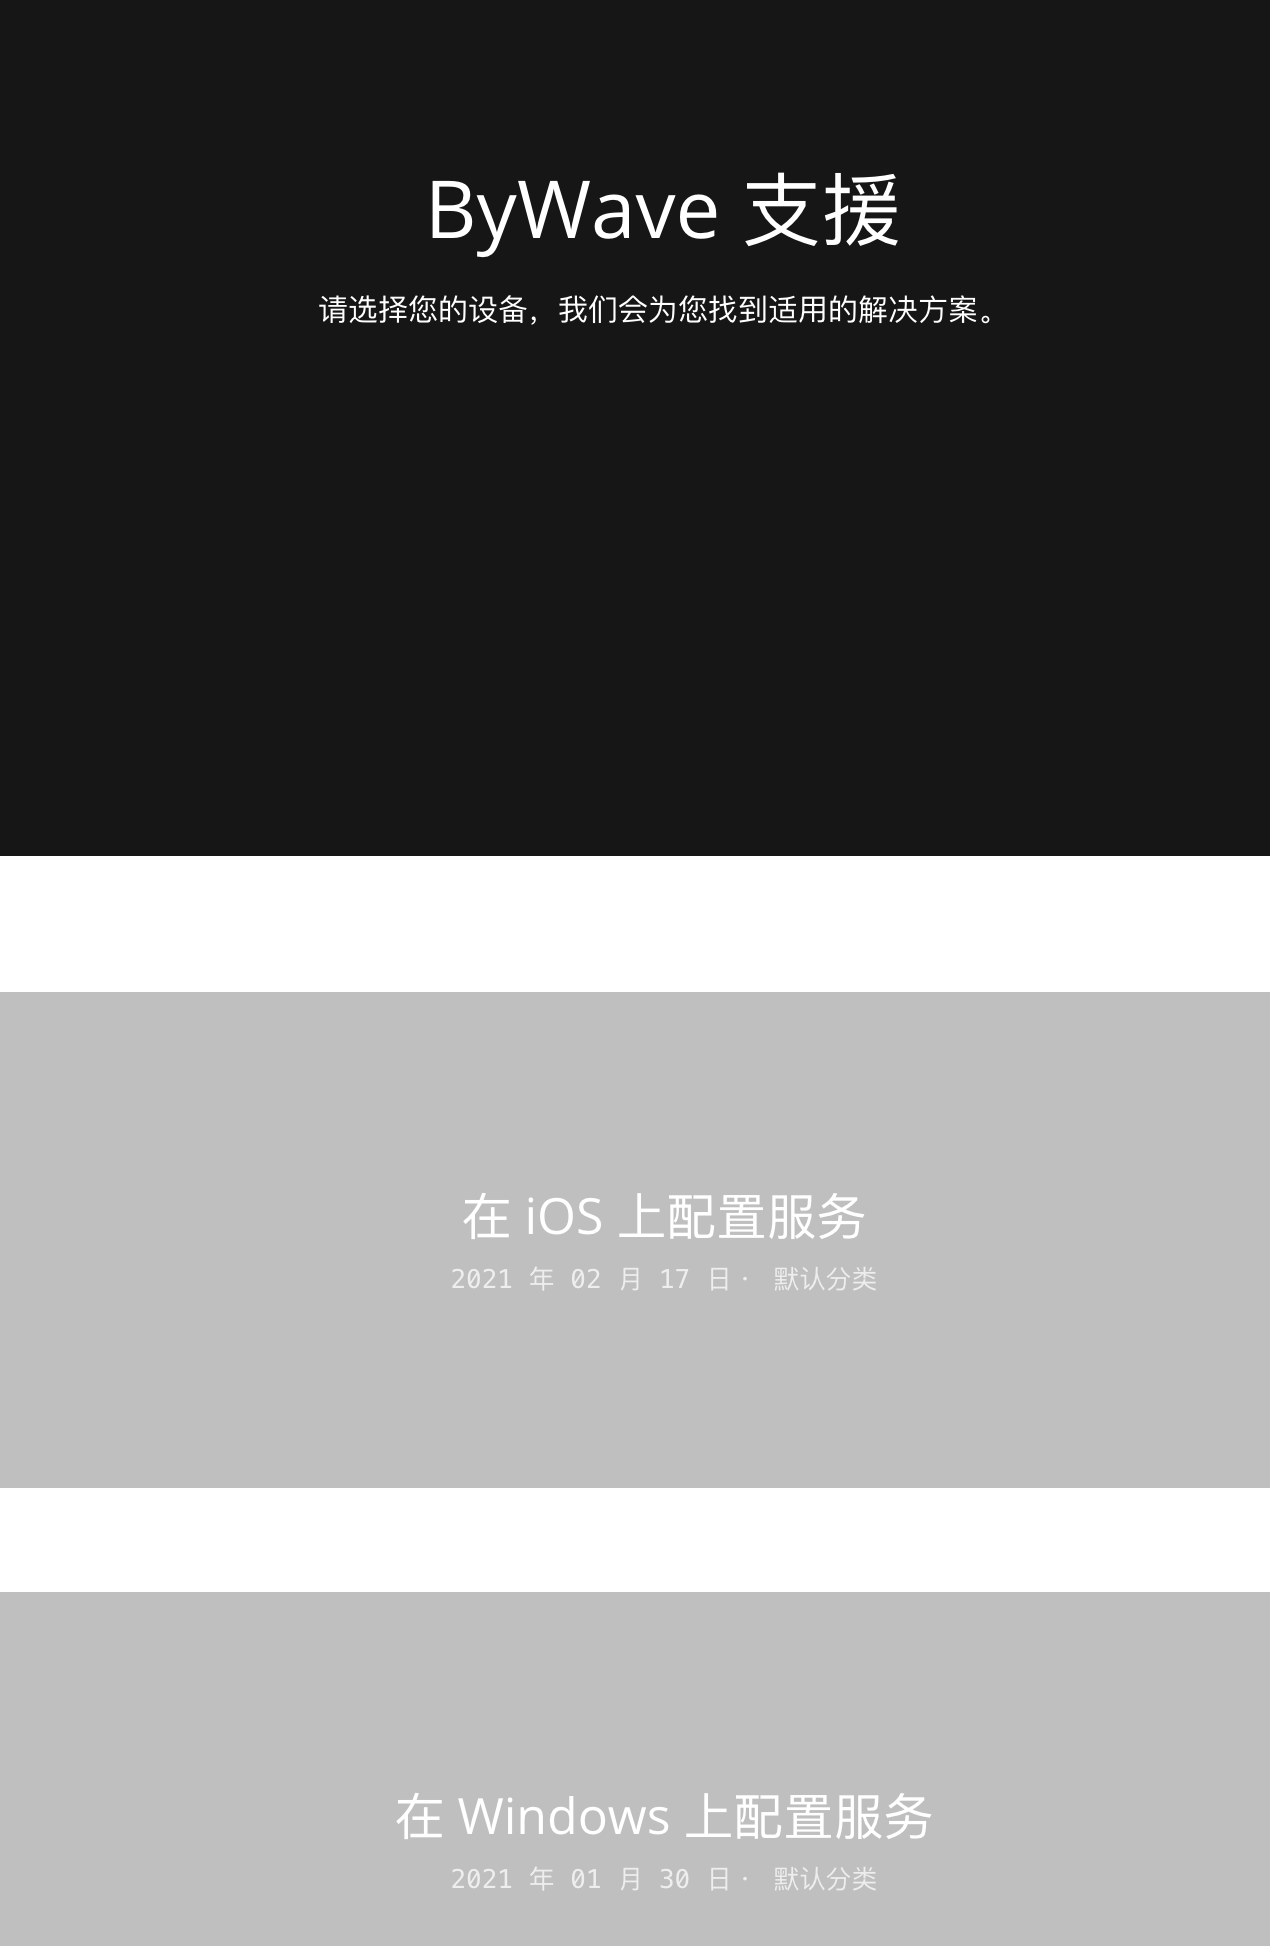 ByWave 支援
请选择您的设备，我们会为您找到适用的解决方案。
在 iOS 上配置服务
2021 年 02 月 17 日 · 默认分类
在 Windows 上配置服务
2021 年 01 月 30 日 · 默认分类